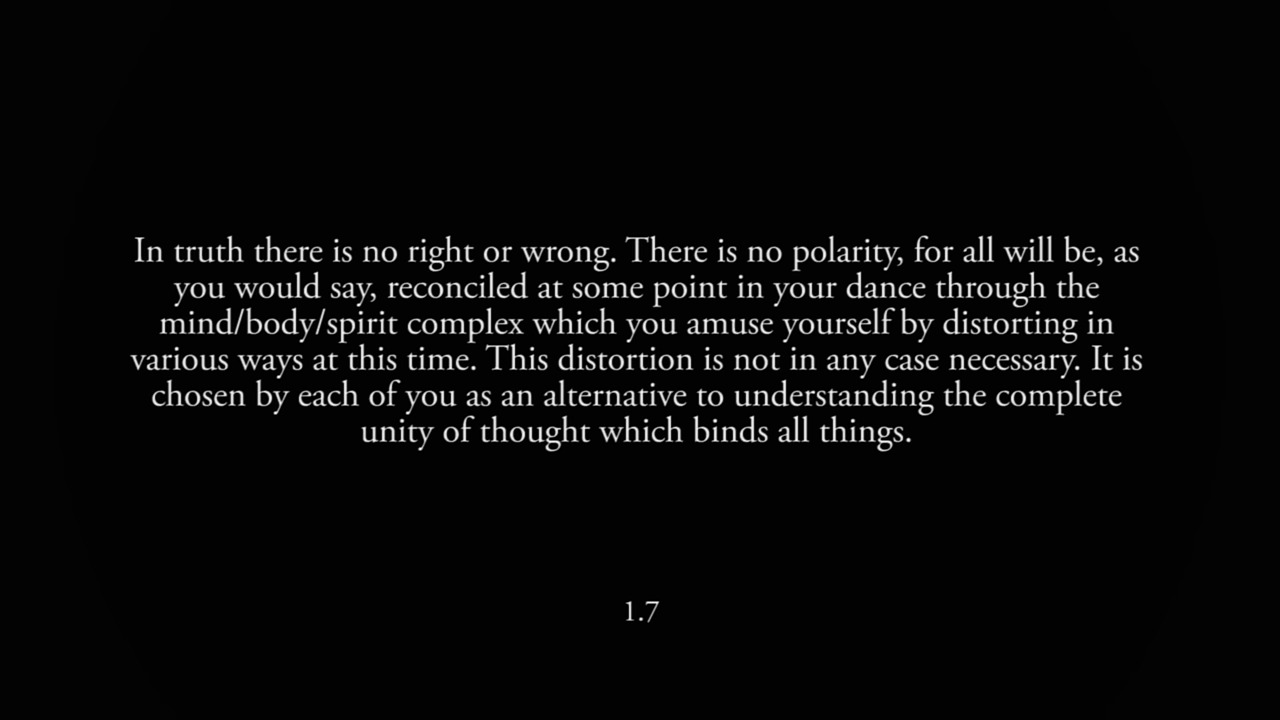 In truth there is no right or wrong. There is no polarity, for all will be, as
you would say, reconciled at some point in your dance through the
mind/body/spirit complex which you amuse yourself by distorting in
various ways at this time. This distortion is not in any case necessary. It is
chosen by each of you as an alternative to understanding the complete
unity of thought which binds all things.
1.7